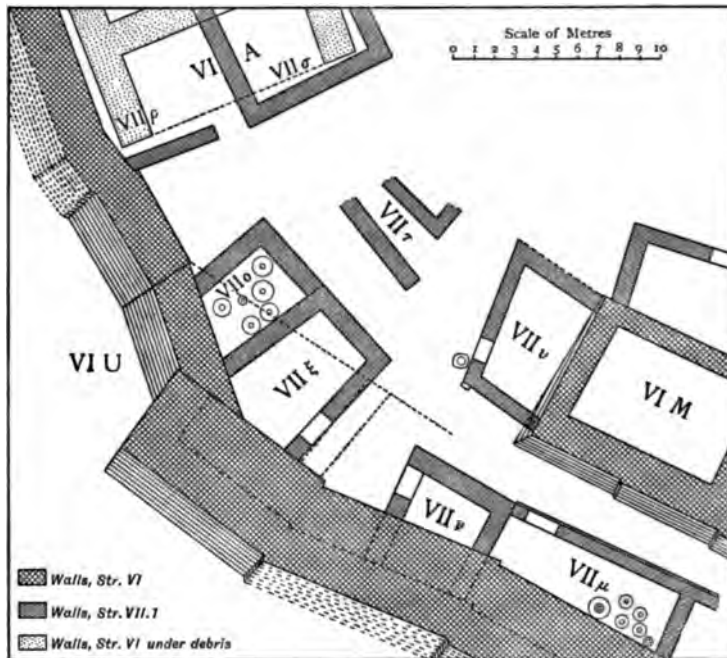 Scale of Metres
0 1 2 3 4 5 6 7 8 9 10
VI A
VII σ
VII ρ
VII τ
VII ο
VI U
VII ξ
VII υ
VI M
VII ν
VII μ
Walls, Str. VI
Walls, Str. VII.1
Walls, Str. VI under debris